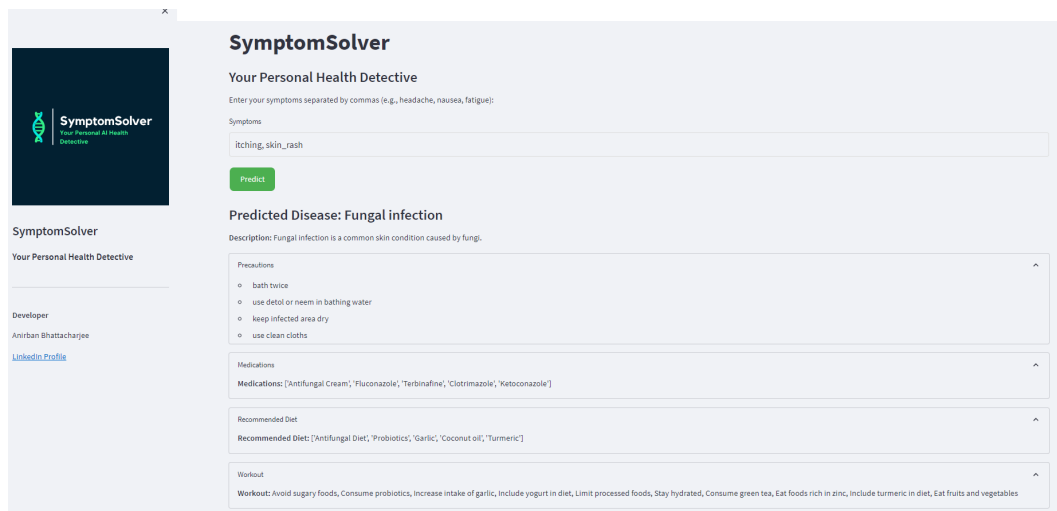 ×
SymptomSolver
Your Personal AI Health
Detective
SymptomSolver
Your Personal Health Detective
Developer
Anirban Bhattacharjee
LinkedIn Profile
SymptomSolver
Your Personal Health Detective
Enter your symptoms separated by commas (e.g., headache, nausea, fatigue):
Symptoms
itching, skin_rash
Predict
Predicted Disease: Fungal infection
Description: Fungal infection is a common skin condition caused by fungi.
Precautions
bath twice
use detol or neem in bathing water
keep infected area dry
use clean cloths
Medications
Medications: ['Antifungal Cream', 'Fluconazole', 'Terbinafine', 'Clotrimazole', 'Ketoconazole']
Recommended Diet
Recommended Diet: ['Antifungal Diet', 'Probiotics', 'Garlic', 'Coconut oil', 'Turmeric']
Workout
Workout: Avoid sugary foods, Consume probiotics, Increase intake of garlic, Include yogurt in diet, Limit processed foods, Stay hydrated, Consume green tea, Eat foods rich in zinc, Include turmeric in diet, Eat fruits and vegetables